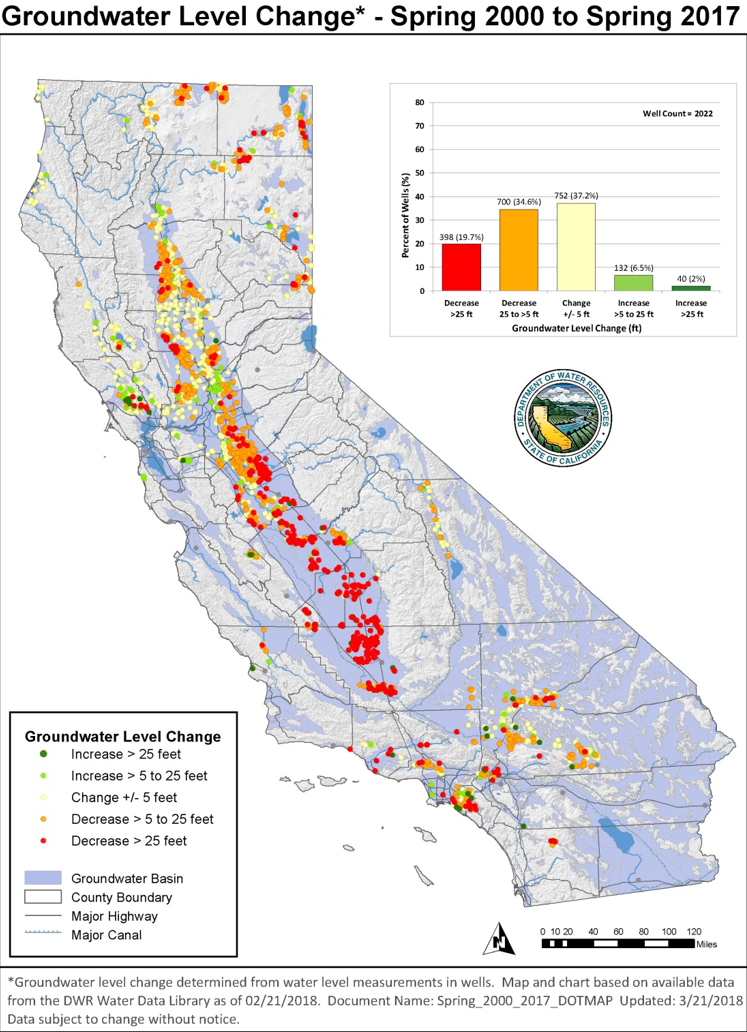 Groundwater Level Change* - Spring 2000 to Spring 2017
Well Count = 2022
Percent of Wells (%)
80
70
60
50
40
30
20
10
0
398 (19.7%)
700 (34.6%)
752 (37.2%)
132 (6.5%)
40 (2%)
Decrease Decrease Change Increase Increase
>25 ft 25 to >5 ft +/- 5 ft >5 to 25 ft >25 ft
Groundwater Level Change (ft)
DEPARTMENT OF WATER RESOURCES
STATE OF CALIFORNIA
Groundwater Level Change
Increase > 25 feet
Increase > 5 to 25 feet
Change +/- 5 feet
Decrease > 5 to 25 feet
Decrease > 25 feet
Groundwater Basin
County Boundary
Major Highway
Major Canal
N
0 10 20 40 60 80 100 120
Miles
*Groundwater level change determined from water level measurements in wells. Map and chart based on available data
from the DWR Water Data Library as of 02/21/2018. Document Name: Spring_2000_2017_DOTMAP Updated: 3/21/2018
Data subject to change without notice.